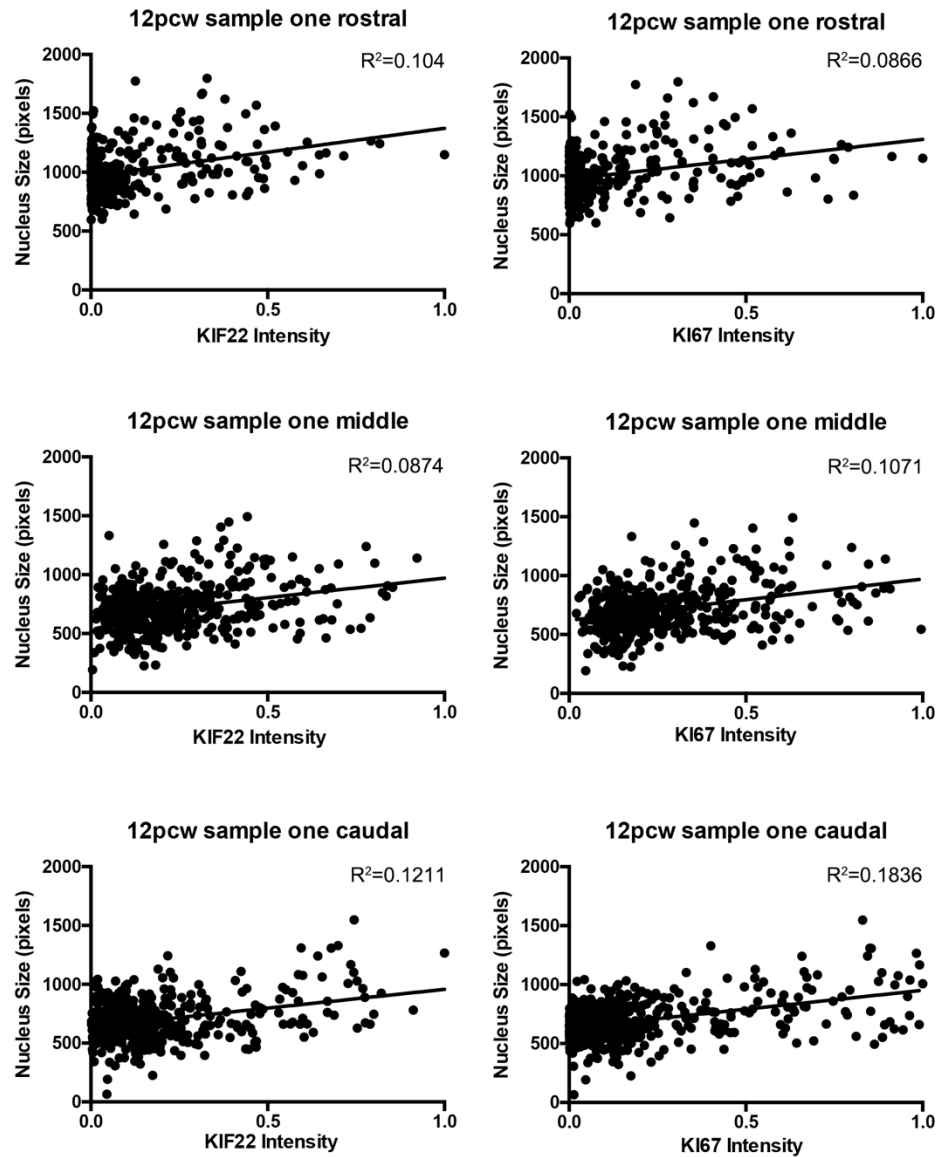 12pcw sample one rostral
R²=0.104
2000
1500
1000
500
0
0.0 0.5 1.0
Nucleus Size (pixels)
KIF22 Intensity
12pcw sample one rostral
R²=0.0866
2000
1500
1000
500
0
0.0 0.5 1.0
Nucleus Size (pixels)
KI67 Intensity
12pcw sample one middle
R²=0.0874
2000
1500
1000
500
0
0.0 0.5 1.0
Nucleus Size (pixels)
KIF22 Intensity
12pcw sample one middle
R²=0.1071
2000
1500
1000
500
0
0.0 0.5 1.0
Nucleus Size (pixels)
KI67 Intensity
12pcw sample one caudal
R²=0.1211
2000
1500
1000
500
0
0.0 0.5 1.0
Nucleus Size (pixels)
KIF22 Intensity
12pcw sample one caudal
R²=0.1836
2000
1500
1000
500
0
0.0 0.5 1.0
Nucleus Size (pixels)
KI67 Intensity